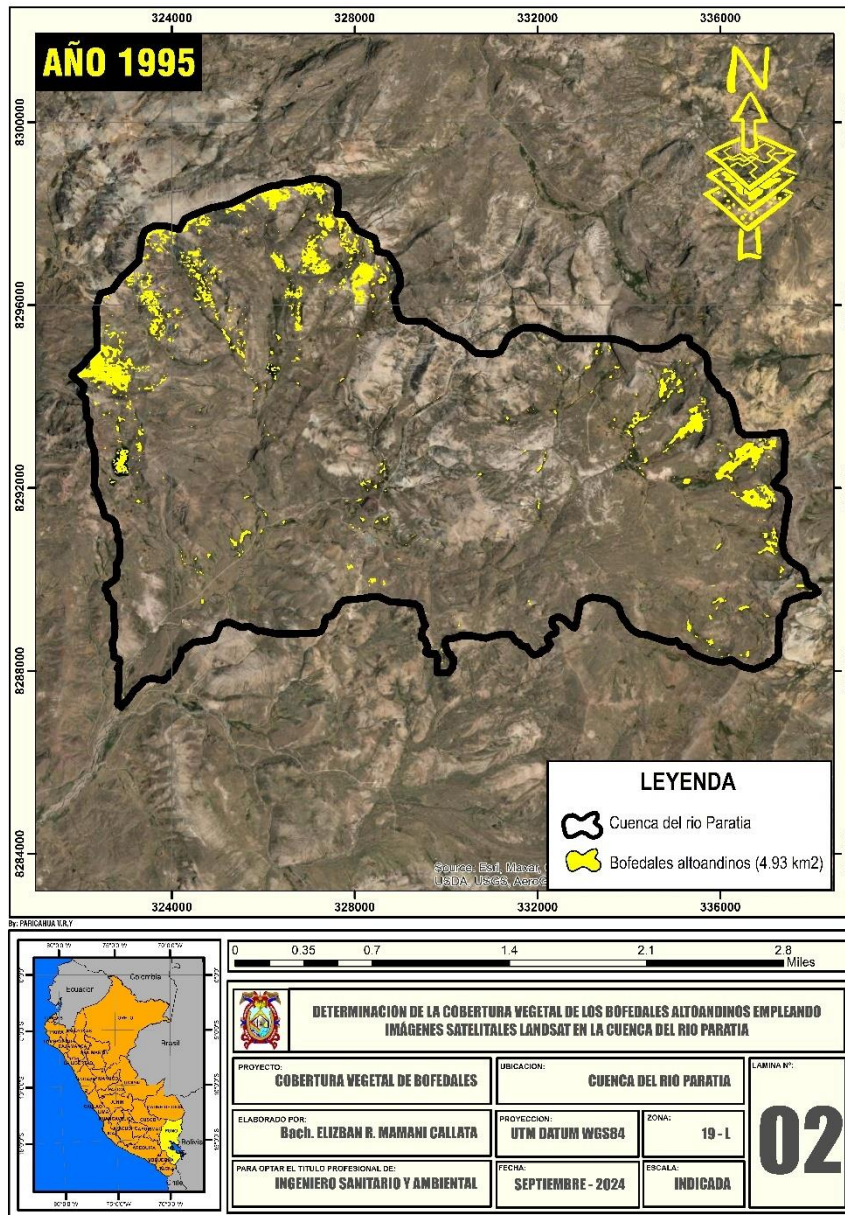 324000 328000 332000 336000
AÑO 1995
N
8300000
8296000
8292000
8288000
8284000
LEYENDA
Cuenca del rio Paratia
Bofedales altoandinos (4.93 km2)
Source: Esri, Maxar,
USDA, USGS, AeroG
324000 328000 332000 336000
By: PARICAHUA T.R.Y
Ecuador
Colombia
Brasil
Bolivia
PUNO
0 0.35 0.7 1.4 2.1 2.8
Miles
DETERMINACION DE LA COBERTURA VEGETAL DE LOS BOFEDALES ALTOANDINOS EMPLEANDO
IMÁGENES SATELITALES LANDSAT EN LA CUENCA DEL RIO PARATIA
PROYECTO:
COBERTURA VEGETAL DE BOFEDALES
UBICACION:
CUENCA DEL RIO PARATIA
LAMINA Nº:
02
ELABORADO POR:
Bach. ELIZBAN R. MAMANI CALLATA
PROYECCION:
UTM DATUM WGS84
ZONA:
19 - L
PARA OPTAR EL TITULO PROFESIONAL DE:
INGENIERO SANITARIO Y AMBIENTAL
FECHA:
SEPTIEMBRE - 2024
ESCALA:
INDICADA